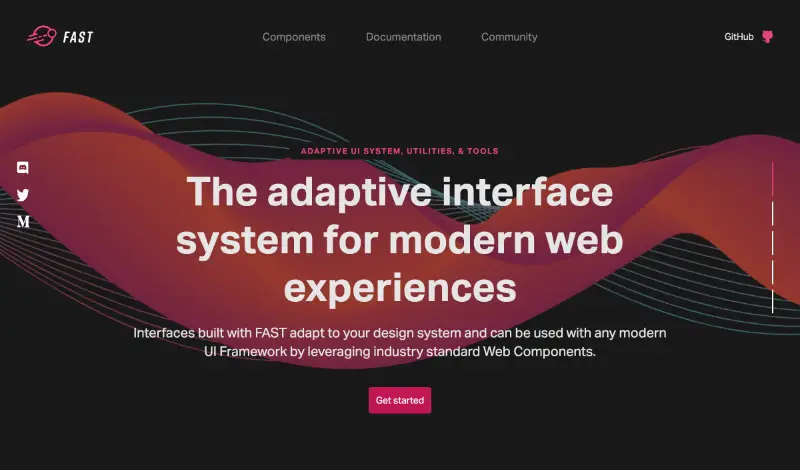 FAST
Components
Documentation
Community
GitHub
ADAPTIVE UI SYSTEM, UTILITIES, & TOOLS
The adaptive interface
system for modern web
experiences
Interfaces built with FAST adapt to your design system and can be used with any modern
UI Framework by leveraging industry standard Web Components.
Get started
M